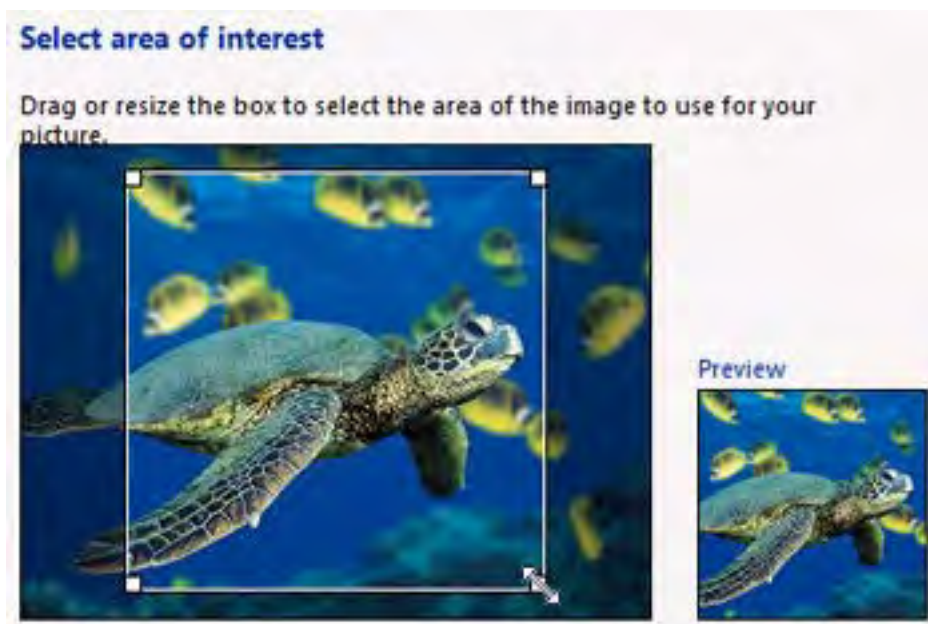 Select area of interest
Drag or resize the box to select the area of the image to use for your
picture.
Preview